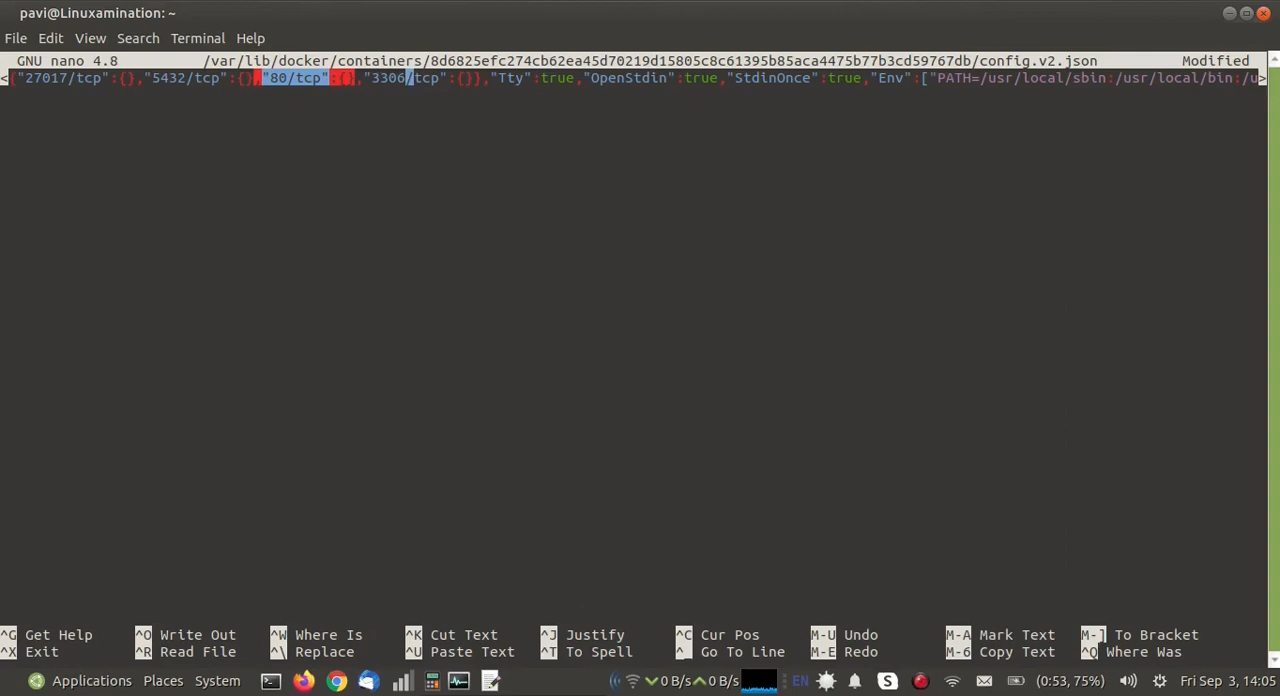 pavi@Linuxamination: ~
File Edit View Search Terminal Help
GNU nano 4.8 /var/lib/docker/containers/8d6825efc274cb62ea45d70219d15805c8c61395b85aca4475b77b3cd59767db/config.v2.json Modified
<{"27017/tcp":{},"5432/tcp":{},"80/tcp":{},"3306/tcp":{}},"Tty":true,"OpenStdin":true,"StdinOnce":true,"Env":["PATH=/usr/local/sbin:/usr/local/bin:/u>
^G Get Help ^O Write Out ^W Where Is ^K Cut Text ^J Justify ^C Cur Pos M-U Undo M-A Mark Text M-] To Bracket
^X Exit ^R Read File ^\ Replace ^U Paste Text ^T To Spell ^_ Go To Line M-E Redo M-6 Copy Text ^Q Where Was
Applications Places System 0 B/s 0 B/s EN (0:53, 75%) Fri Sep 3, 14:05